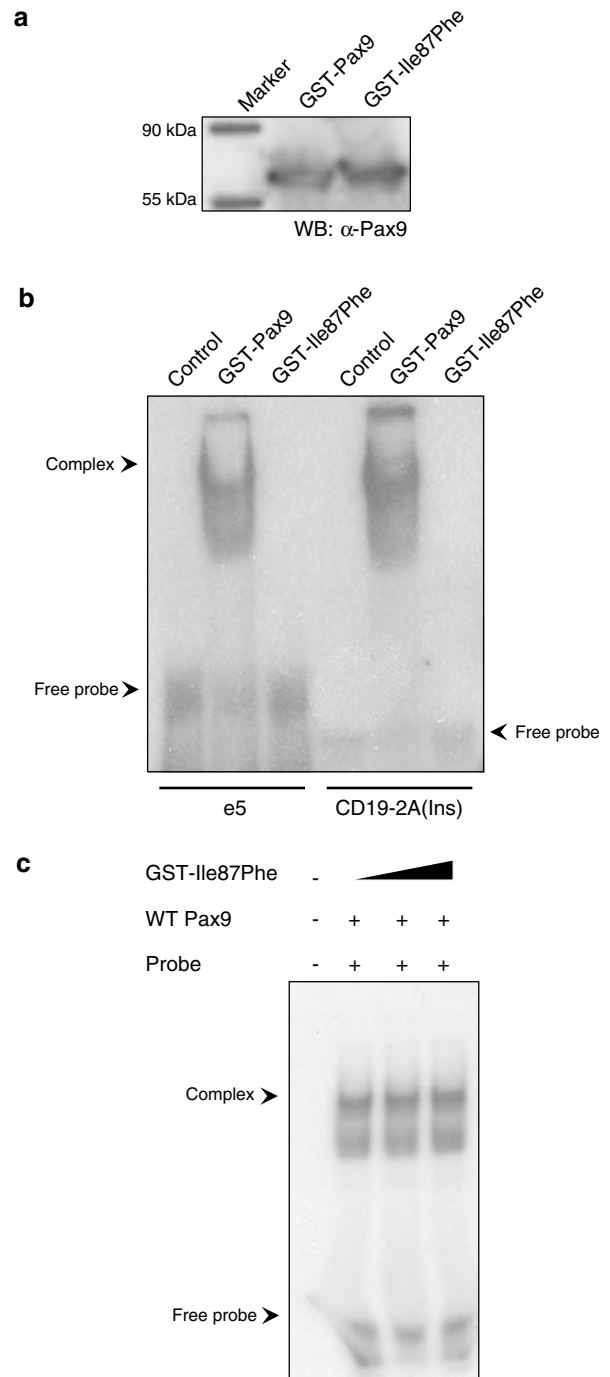 a
Marker
GST-Pax9
GST-Ile87Phe
90 kDa
55 kDa
WB: α-Pax9
b
Control
GST-Pax9
GST-Ile87Phe
Control
GST-Pax9
GST-Ile87Phe
Complex
Free probe
Free probe
e5
CD19-2A(Ins)
c
GST-Ile87Phe -
WT Pax9 - + + +
Probe - + + +
Complex
Free probe